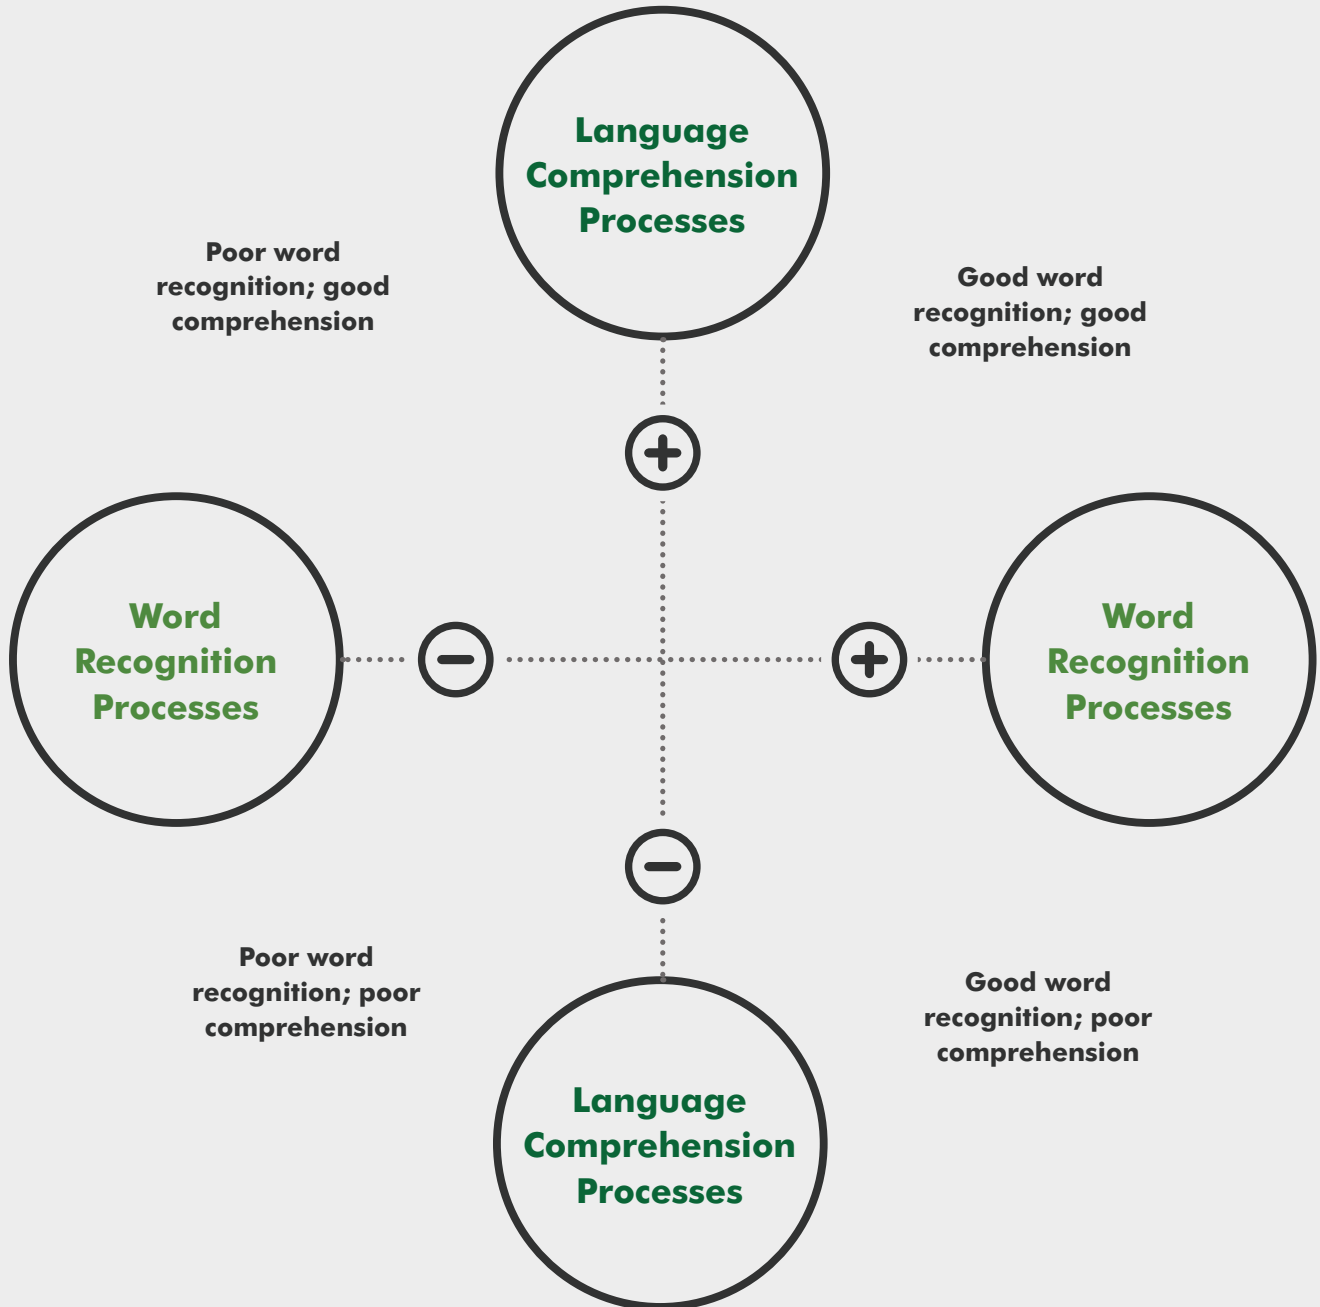 Language
Comprehension
Processes
Poor word
recognition; good
comprehension
Good word
recognition; good
comprehension
Word
Recognition
Processes
Word
Recognition
Processes
Poor word
recognition; poor
comprehension
Good word
recognition; poor
comprehension
Language
Comprehension
Processes